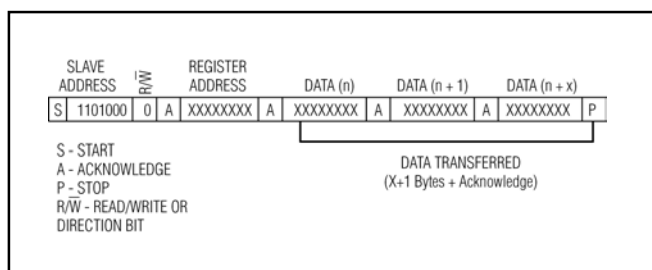 SLAVE ADDRESS R/W REGISTER ADDRESS DATA (n) DATA (n + 1) DATA (n + x)
S 1101000 0 A XXXXXXXX A XXXXXXXX A XXXXXXXX A XXXXXXXX P
S - START
A - ACKNOWLEDGE
P - STOP
R/W - READ/WRITE OR
DIRECTION BIT
DATA TRANSFERRED
(X+1 Bytes + Acknowledge)